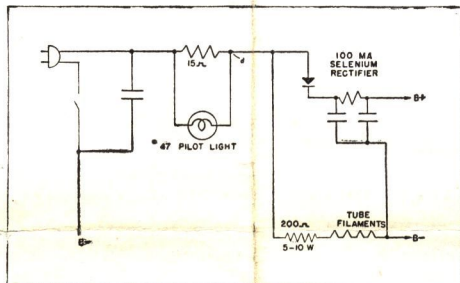 100 MA
SELENIUM
RECTIFIER
15Ω
d
B+
#47 PILOT LIGHT
200Ω
5-10 W
TUBE
FILAMENTS
B-
B-